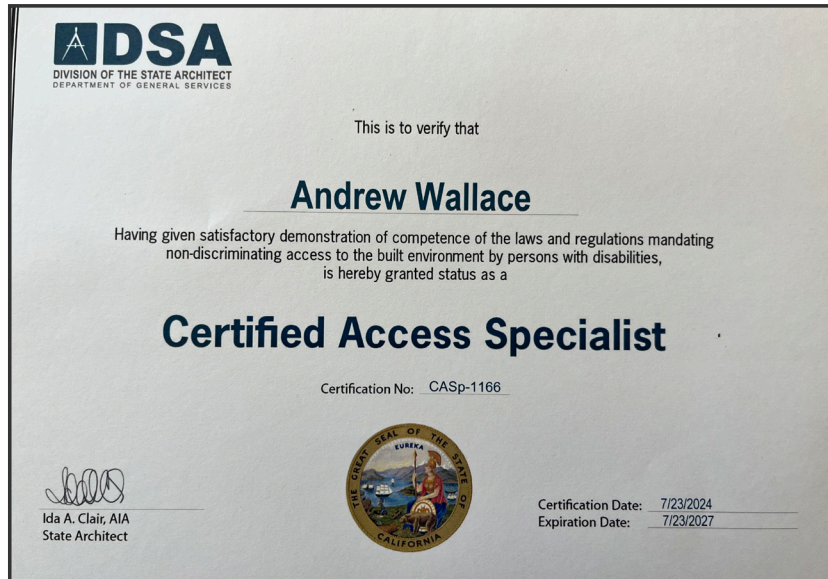 DSA
DIVISION OF THE STATE ARCHITECT
DEPARTMENT OF GENERAL SERVICES
This is to verify that
Andrew Wallace
Having given satisfactory demonstration of competence of the laws and regulations mandating
non-discriminating access to the built environment by persons with disabilities,
is hereby granted status as a
Certified Access Specialist
Certification No: CASp-1166
THE GREAT SEAL OF THE STATE OF CALIFORNIA
EUREKA
Ida A. Clair, AIA
State Architect
Certification Date: 7/23/2024
Expiration Date: 7/23/2027